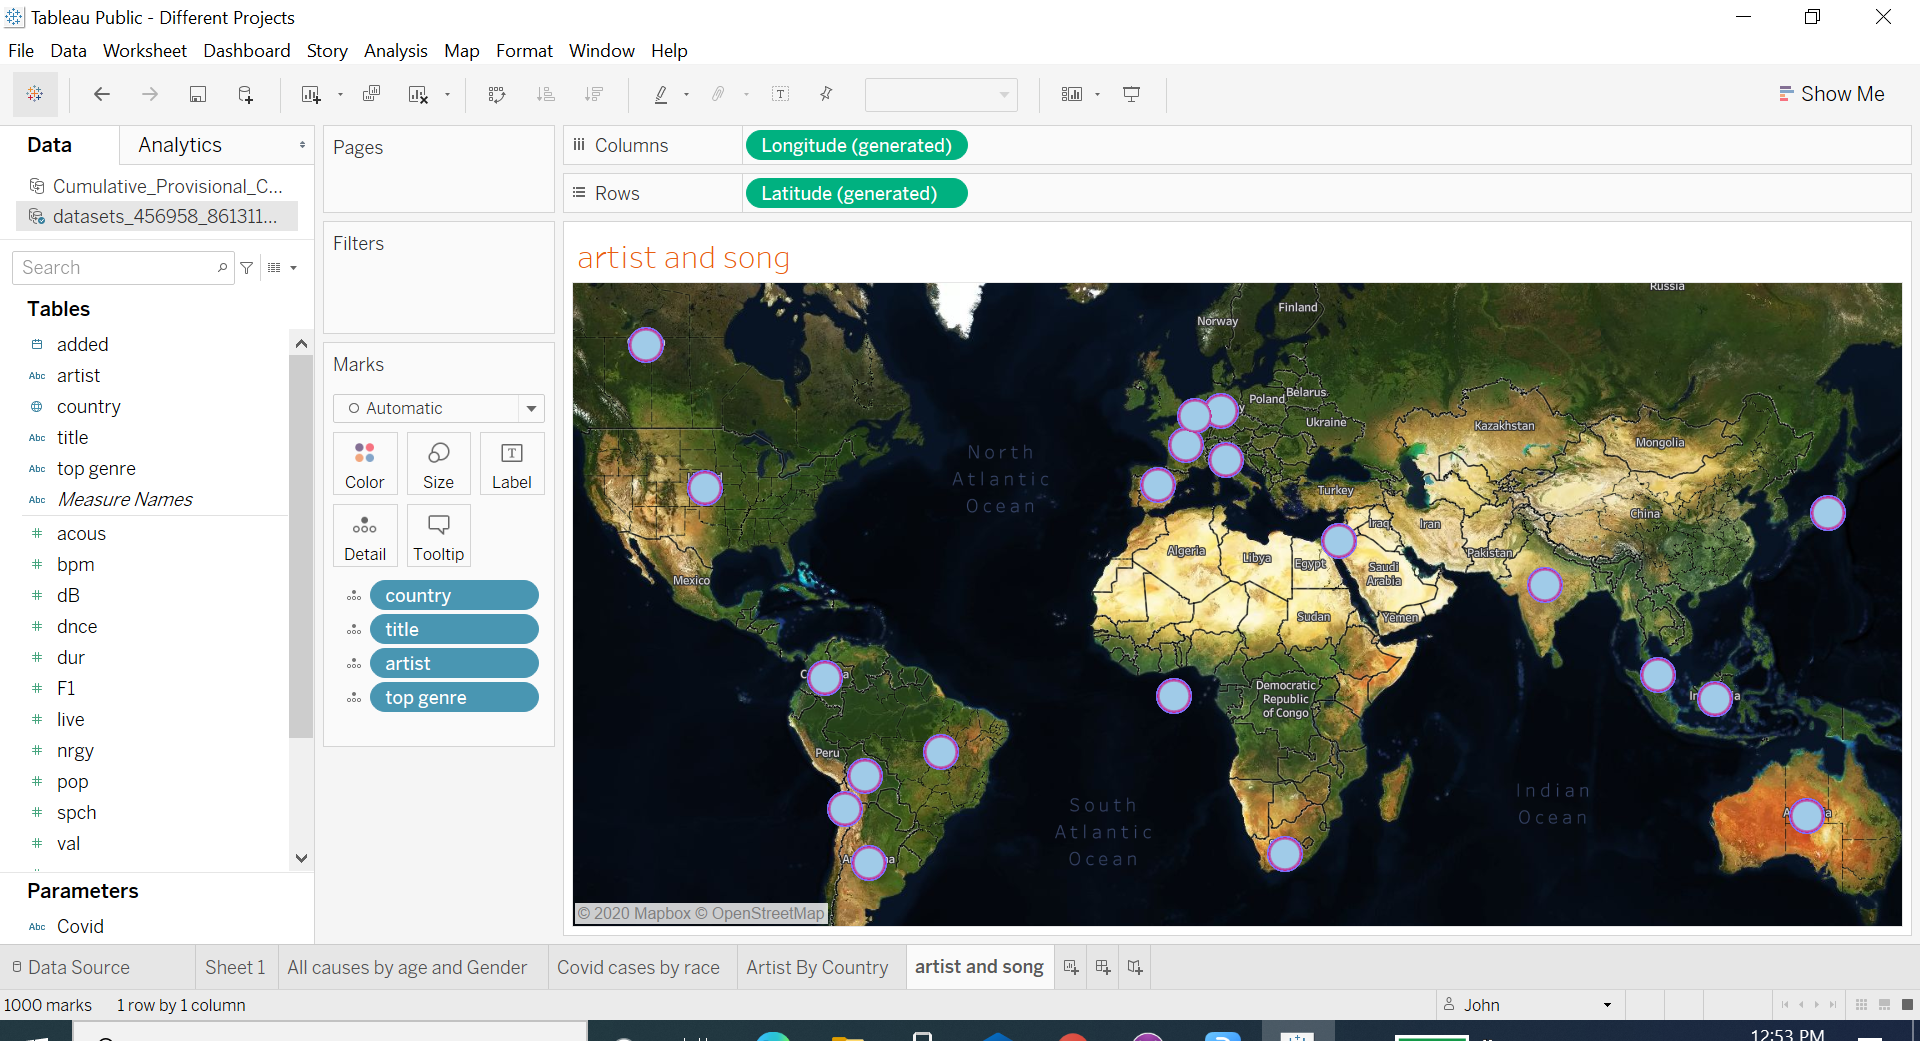 Tableau Public - Different Projects
File Data Worksheet Dashboard Story Analysis Map Format Window Help
Show Me
Data Analytics
Cumulative_Provisional_C...
datasets_456958_861311...
Search
Tables
added
Abc artist
country
Abc title
Abc top genre
Abc Measure Names
# acous
# bpm
# dB
# dnce
# dur
# F1
# live
# nrgy
# pop
# spch
# val
Parameters
Abc Covid
Pages
Filters
Marks
Automatic
Color Size Label
Detail Tooltip
country
title
artist
top genre
Columns Longitude (generated)
Rows Latitude (generated)
artist and song
Russia
Finland
Norway
Poland
Belarus
Ukraine
Kazakhstan
Mongolia
North
Atlantic
Ocean
Turkey
China
Iraq
Iran
Algeria
Libya
Egypt
Pakistan
Saudi
Arabia
Mexico
Sudan
Yemen
Democratic
Republic
of Congo
Peru
South
Atlantic
Ocean
Indian
Ocean
© 2020 Mapbox © OpenStreetMap
Data Source Sheet 1 All causes by age and Gender Covid cases by race Artist By Country artist and song
1000 marks 1 row by 1 column John
12:53 PM